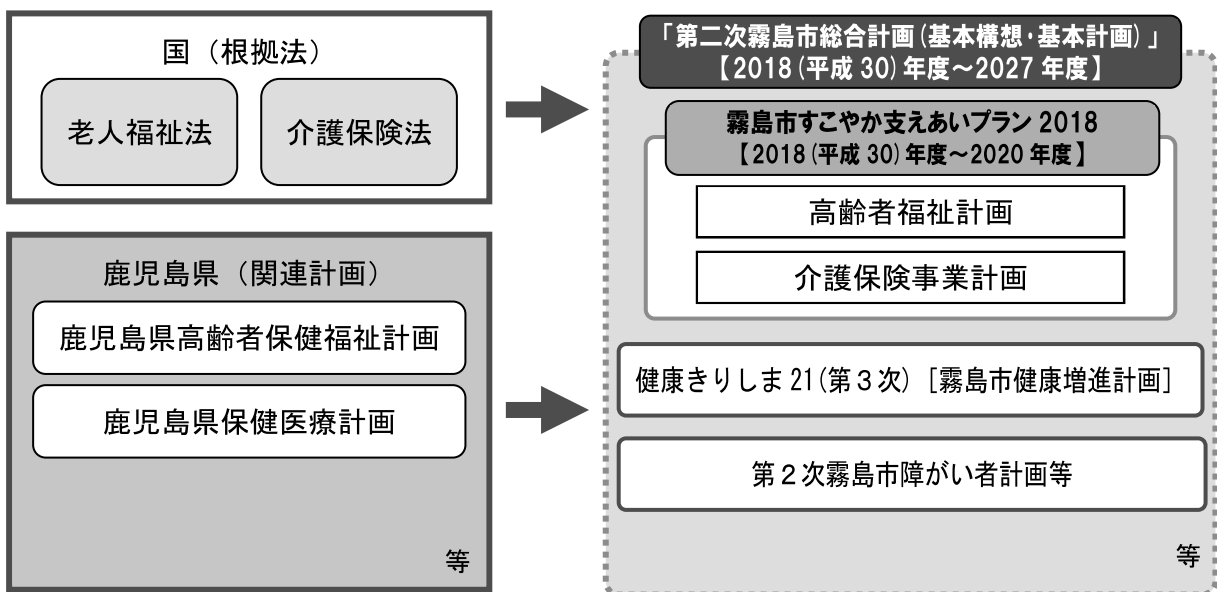 国（根拠法）
老人福祉法
介護保険法
鹿児島県（関連計画）
鹿児島県高齢者保健福祉計画
鹿児島県保健医療計画
等
「第二次霧島市総合計画(基本構想・基本計画)」
【2018(平成30)年度～2027年度】
霧島市すこやか支えあいプラン2018
【2018(平成30)年度～2020年度】
高齢者福祉計画
介護保険事業計画
健康きりしま21(第３次)［霧島市健康増進計画］
第２次霧島市障がい者計画等
等